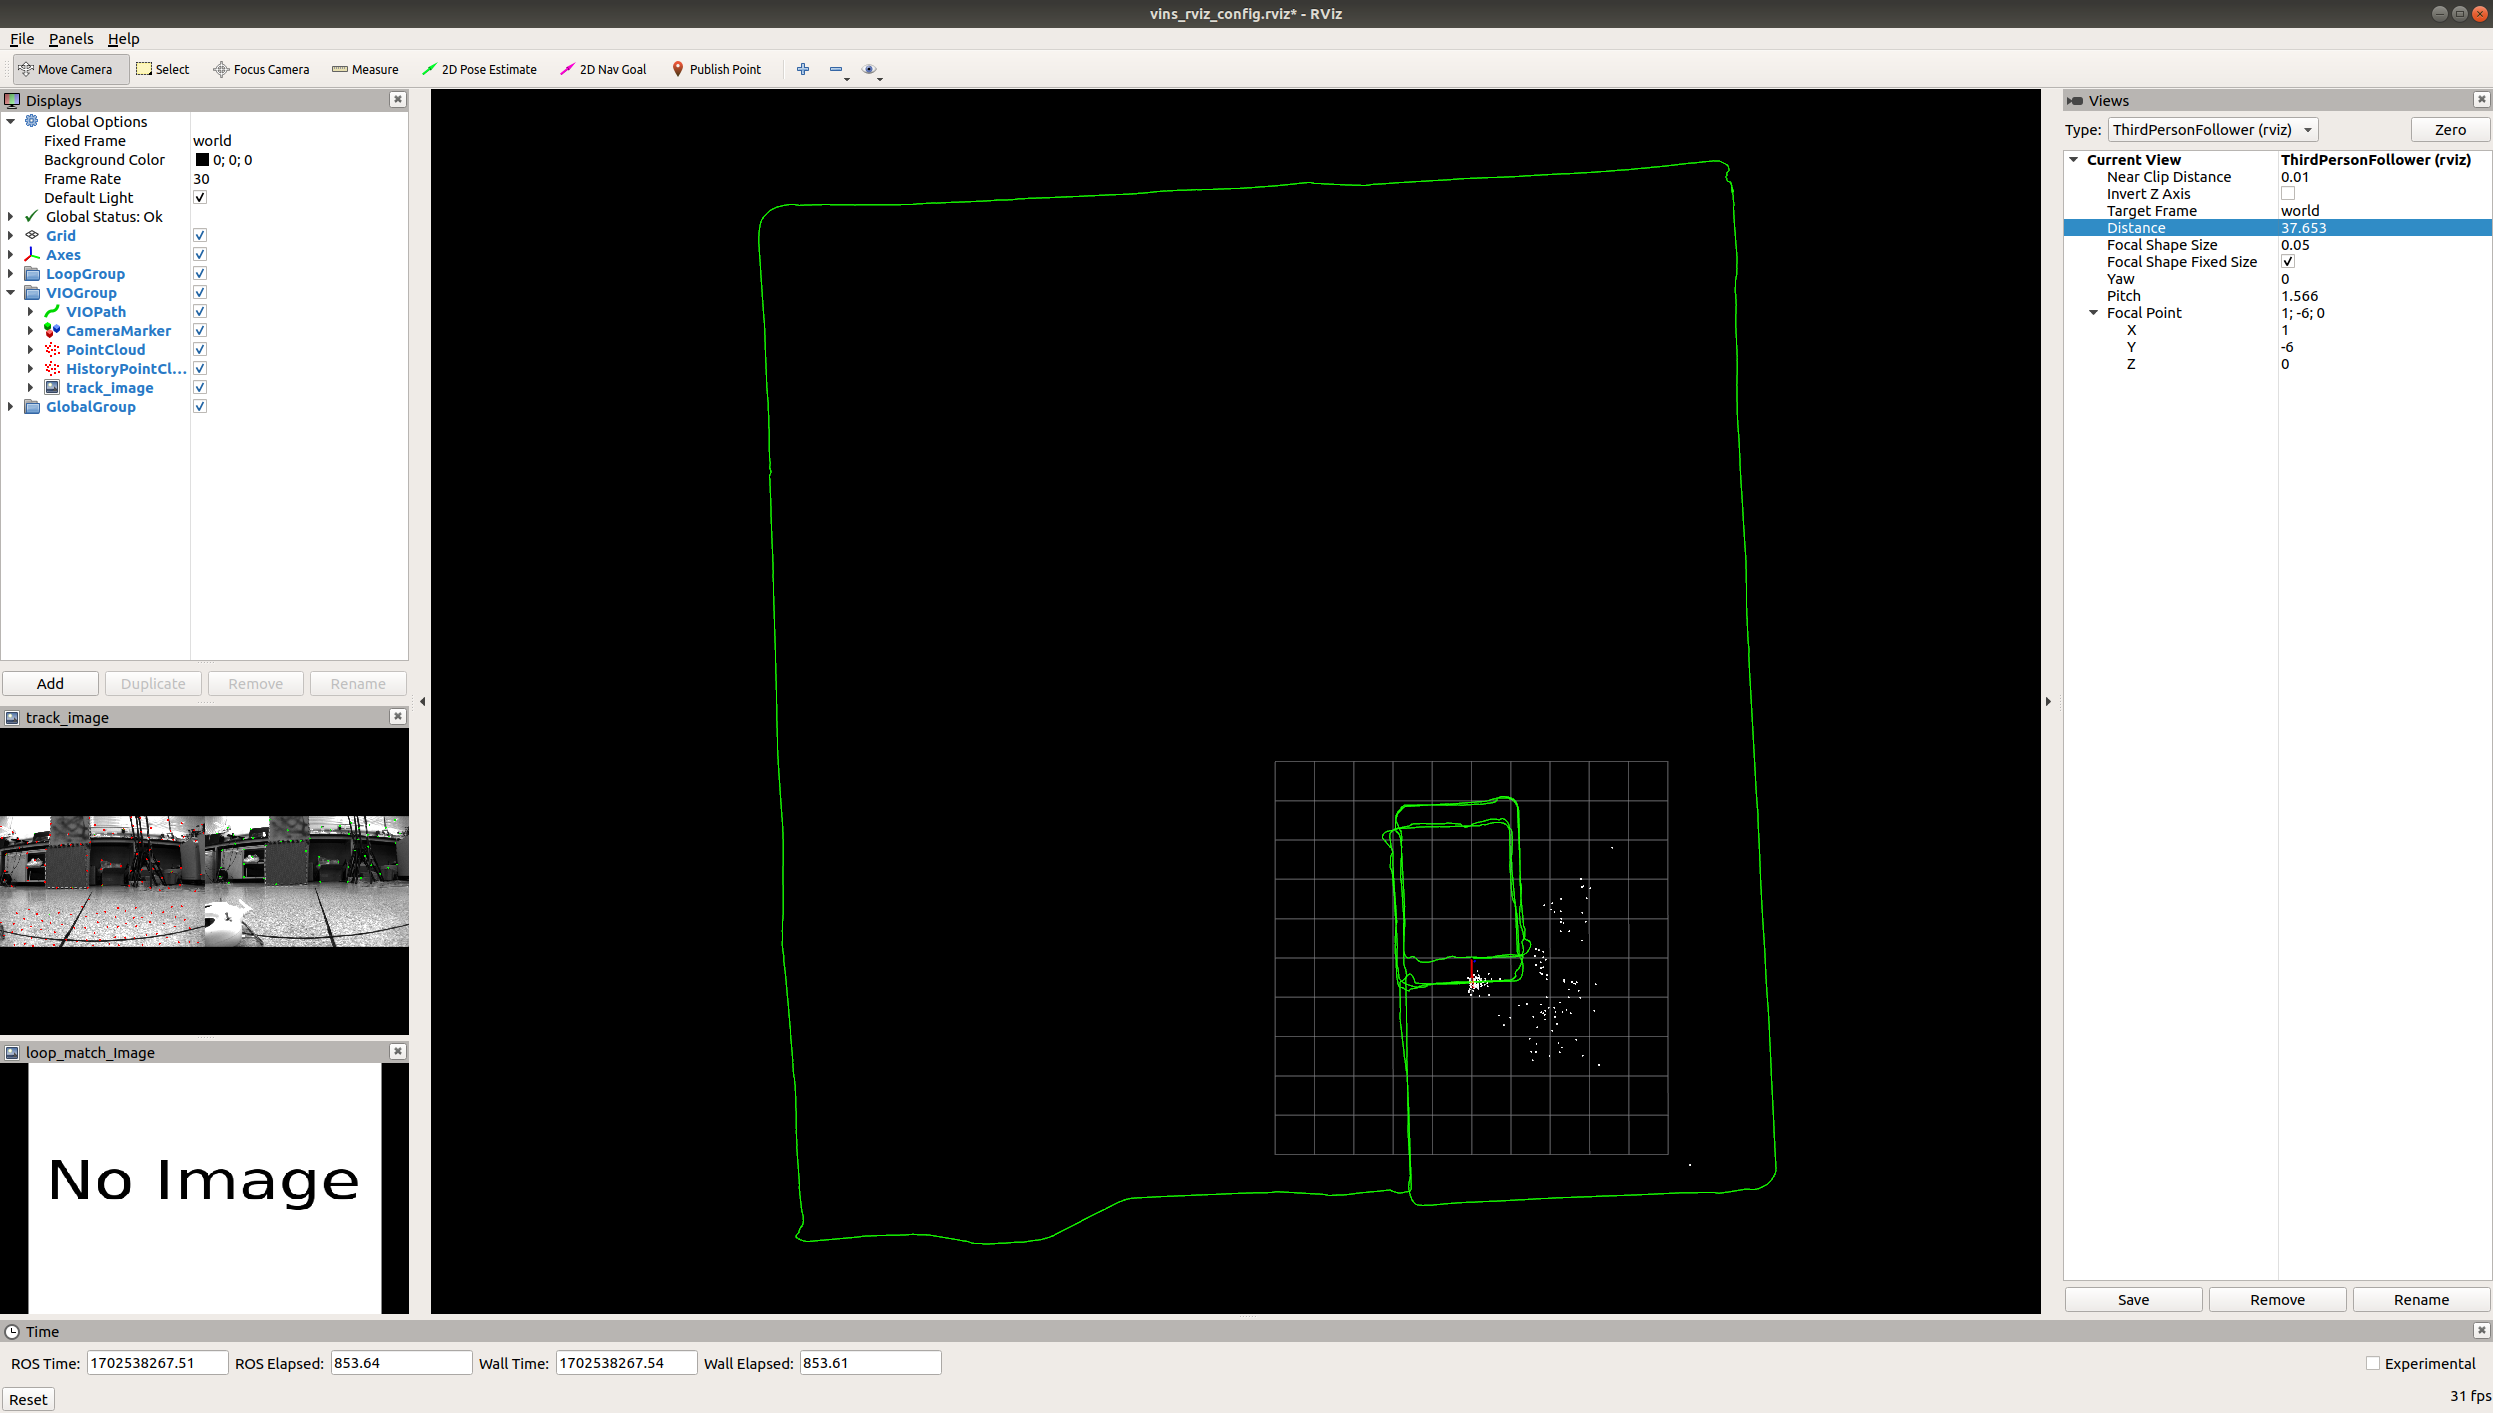 vins_rviz_config.rviz* - RViz
File Panels Help
Move Camera Select Focus Camera Measure 2D Pose Estimate 2D Nav Goal Publish Point
Displays
Global Options
Fixed Frame world
Background Color 0; 0; 0
Frame Rate 30
Default Light
Global Status: Ok
Grid
Axes
LoopGroup
VIOGroup
VIOPath
CameraMarker
PointCloud
HistoryPointCl...
track_image
GlobalGroup
Add Duplicate Remove Rename
track_image
loop_match_Image
No Image
Views
Type: ThirdPersonFollower (rviz) Zero
Current View ThirdPersonFollower (rviz)
Near Clip Distance 0.01
Invert Z Axis
Target Frame world
Distance 37.653
Focal Shape Size 0.05
Focal Shape Fixed Size
Yaw 0
Pitch 1.566
Focal Point 1; -6; 0
X 1
Y -6
Z 0
Save Remove Rename
Time
ROS Time: 1702538267.51 ROS Elapsed: 853.64 Wall Time: 1702538267.54 Wall Elapsed: 853.61 Experimental
Reset 31 fps